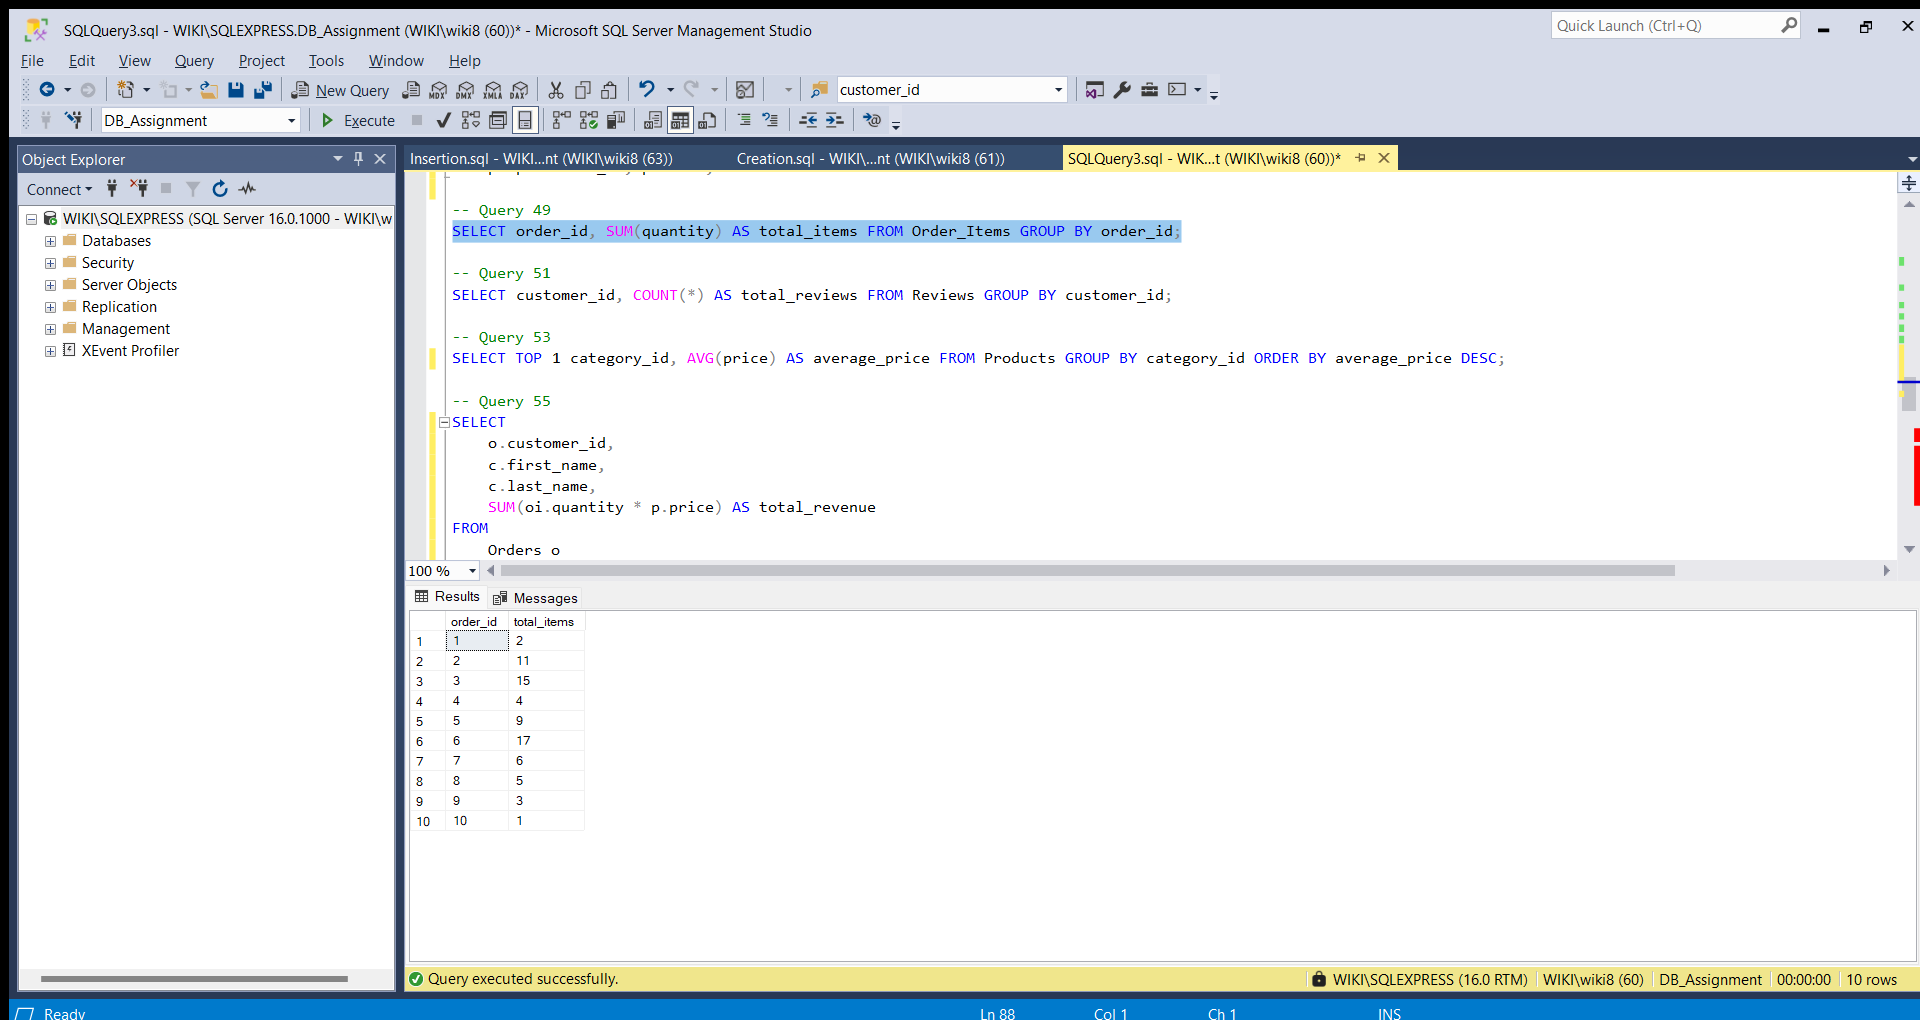 SQLQuery3.sql - WIKI\SQLEXPRESS.DB_Assignment (WIKI\wiki8 (60))* - Microsoft SQL Server Management Studio
Quick Launch (Ctrl+Q)
File Edit View Query Project Tools Window Help
New Query MDX DMX XMLA DAX customer_id
DB_Assignment Execute
Object Explorer
Connect
WIKI\SQLEXPRESS (SQL Server 16.0.1000 - WIKI\w
Databases
Security
Server Objects
Replication
Management
XEvent Profiler
Insertion.sql - WIKI...nt (WIKI\wiki8 (63)) Creation.sql - WIKI\...nt (WIKI\wiki8 (61)) SQLQuery3.sql - WIK...t (WIKI\wiki8 (60))*
-- Query 49
SELECT order_id, SUM(quantity) AS total_items FROM Order_Items GROUP BY order_id;
-- Query 51
SELECT customer_id, COUNT(*) AS total_reviews FROM Reviews GROUP BY customer_id;
-- Query 53
SELECT TOP 1 category_id, AVG(price) AS average_price FROM Products GROUP BY category_id ORDER BY average_price DESC;
-- Query 55
SELECT
o.customer_id,
c.first_name,
c.last_name,
SUM(oi.quantity * p.price) AS total_revenue
FROM
Orders o
100 %
Results Messages
order_id total_items
1 1 2
2 2 11
3 3 15
4 4 4
5 5 9
6 6 17
7 7 6
8 8 5
9 9 3
10 10 1
Query executed successfully. WIKI\SQLEXPRESS (16.0 RTM) WIKI\wiki8 (60) DB_Assignment 00:00:00 10 rows
Ready Ln 88 Col 1 Ch 1 INS